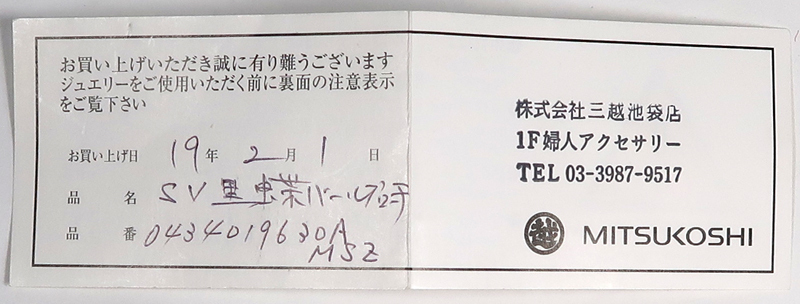 お買い上げいただき誠に有り難うございます
ジュエリーをご使用いただく前に裏面の注意表示
をご覧下さい
お買い上げ日 19年 2月 1日
品名 SV黒蝶パール
品番 0434019630A
MSZ
株式会社三越池袋店
1F婦人アクセサリー
TEL 03-3987-9517
越 MITSUKOSHI